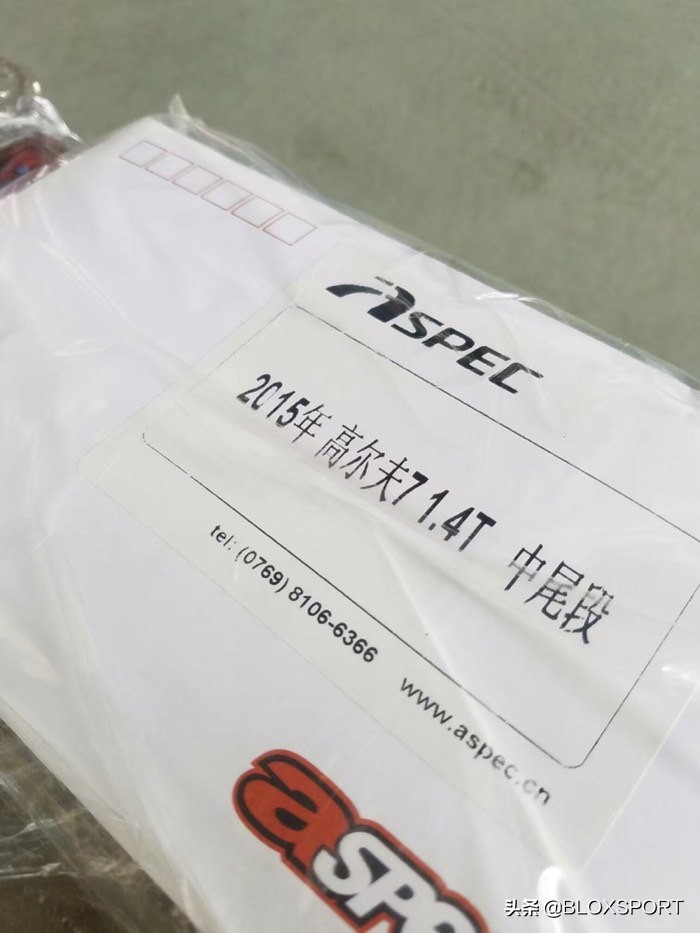 ASPEC
2015年 高尔夫7 1.4T 中尾段
tel: (0769) 8106-6366 www.aspec.cn
aspe
头条 @BLOXSPORT